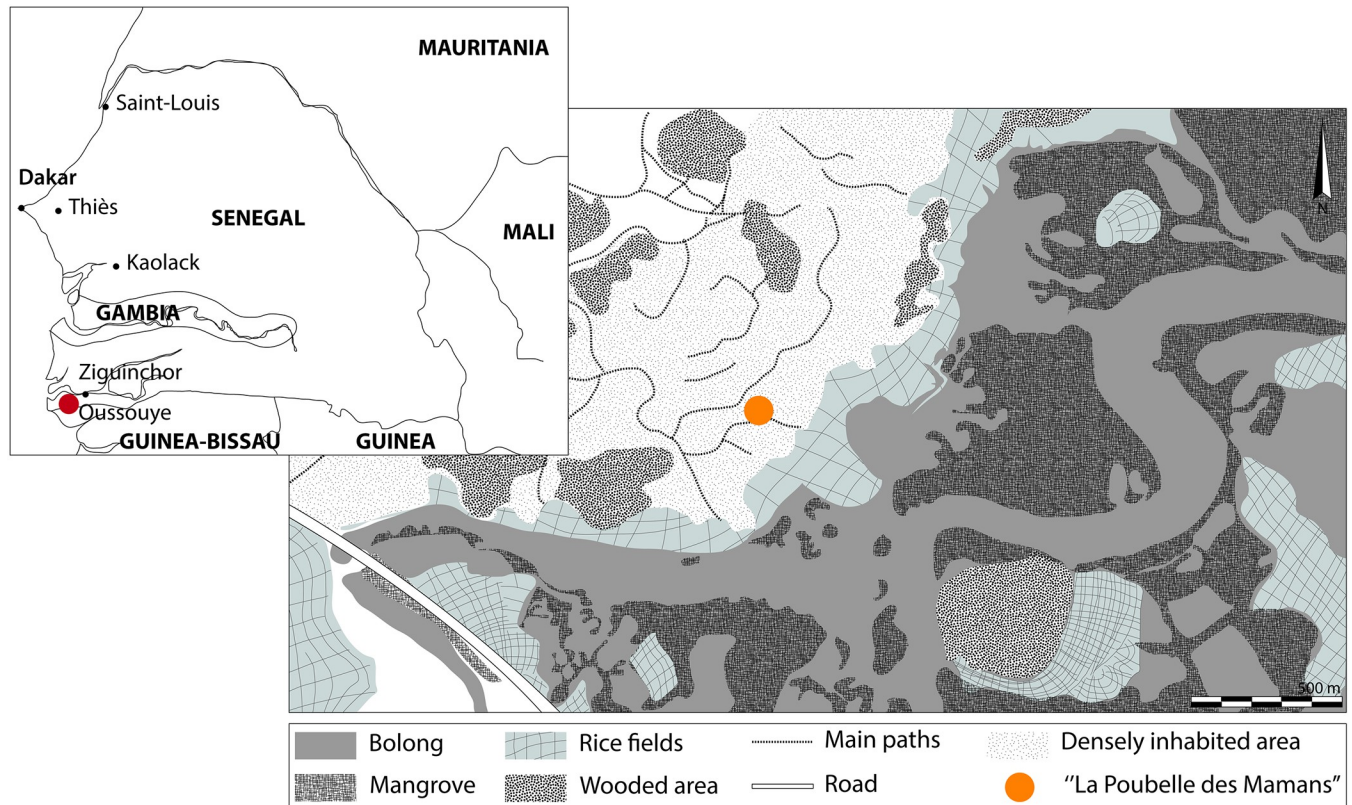 MAURITANIA
Saint-Louis
Dakar
Thiès
SENEGAL
MALI
Kaolack
GAMBIA
Ziguinchor
Oussouye
GUINEA-BISSAU
GUINEA
N
500 m
Bolong
Rice fields
Main paths
Densely inhabited area
Mangrove
Wooded area
Road
"La Poubelle des Mamans"